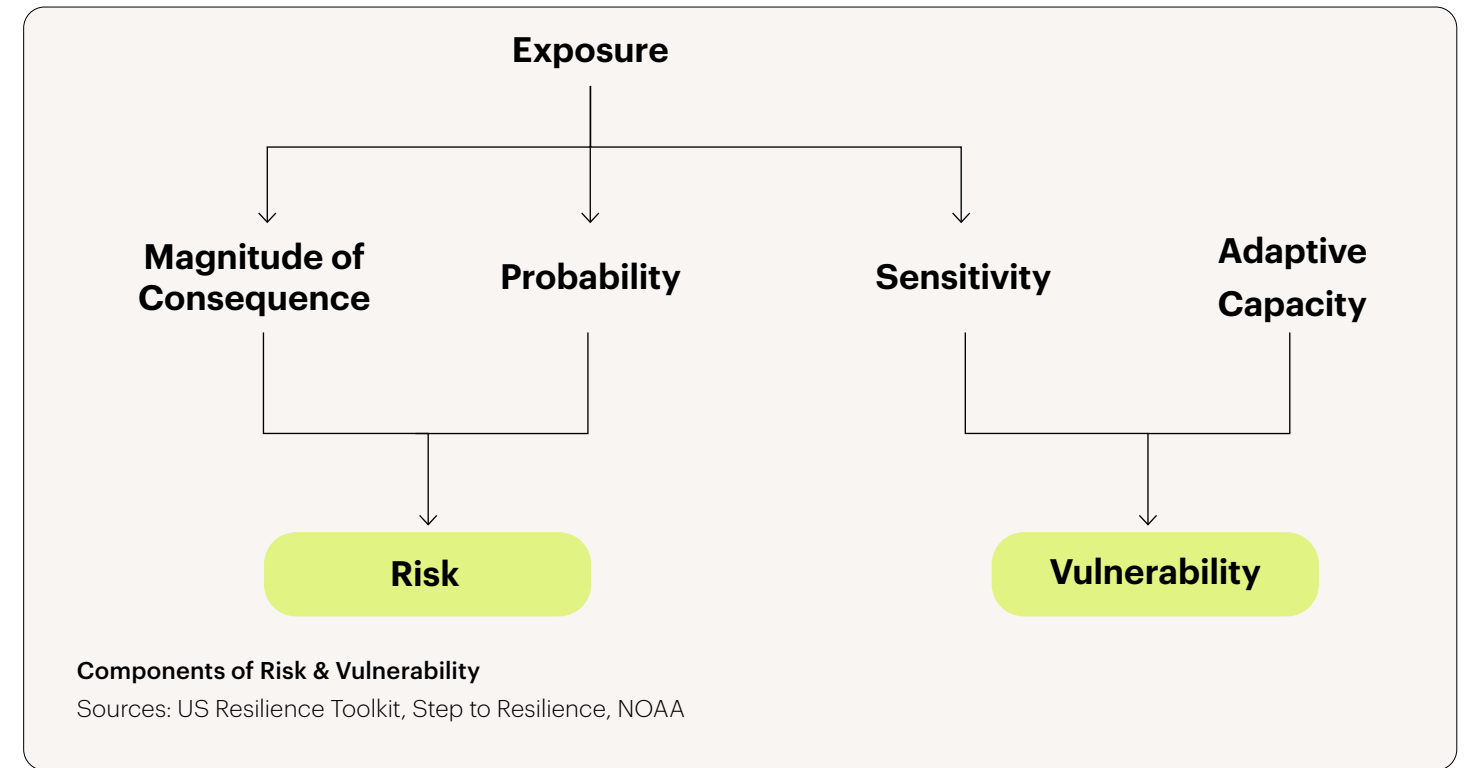 Exposure
Magnitude of
Consequence
Probability
Sensitivity
Adaptive
Capacity
Risk
Vulnerability
Components of Risk & Vulnerability
Sources: US Resilience Toolkit, Step to Resilience, NOAA